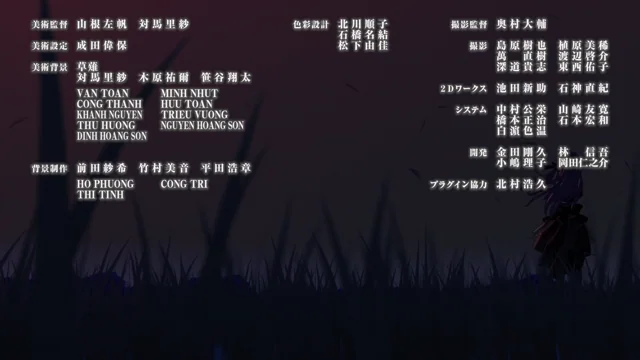 美術監督 山根左帆 対馬里紗
美術設定 成田偉保
美術背景 草薙
対馬里紗 木原祐爾 笹谷翔太
VAN TOAN MINH NHUT
CONG THANH HUU TOAN
KHANH NGUYEN TRIEU VUONG
THU HUONG NGUYEN HOANG SON
DINH HOANG SON
背景制作 前田紗希 竹村美音 平田浩章
HO PHUONG CONG TRI
THI TINH
色彩設計 北川順子
石橋名結
松下由佳
撮影監督 奥村大輔
撮影 島原樹也 植原美稀
萬直樹 渡辺啓介
深道貴志 東西佑子
2Dワークス 池田新助 石神直紀
システム 中村公栄 山崎友寛
橋本正治 石本宏和
白濵色温
開発 金田剛久 林信吾
小嶋理子 岡田仁之介
プラグイン協力 北村浩久